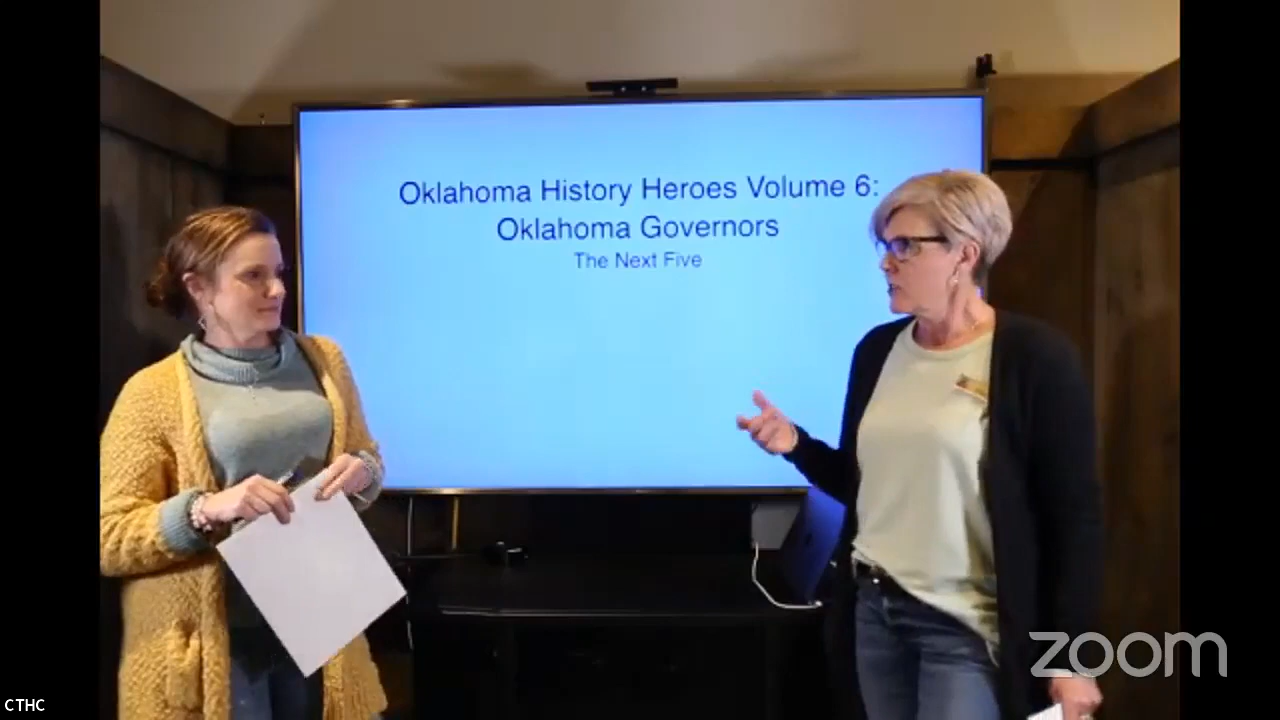 Oklahoma History Heroes Volume 6:
Oklahoma Governors
The Next Five
zoom
CTHC